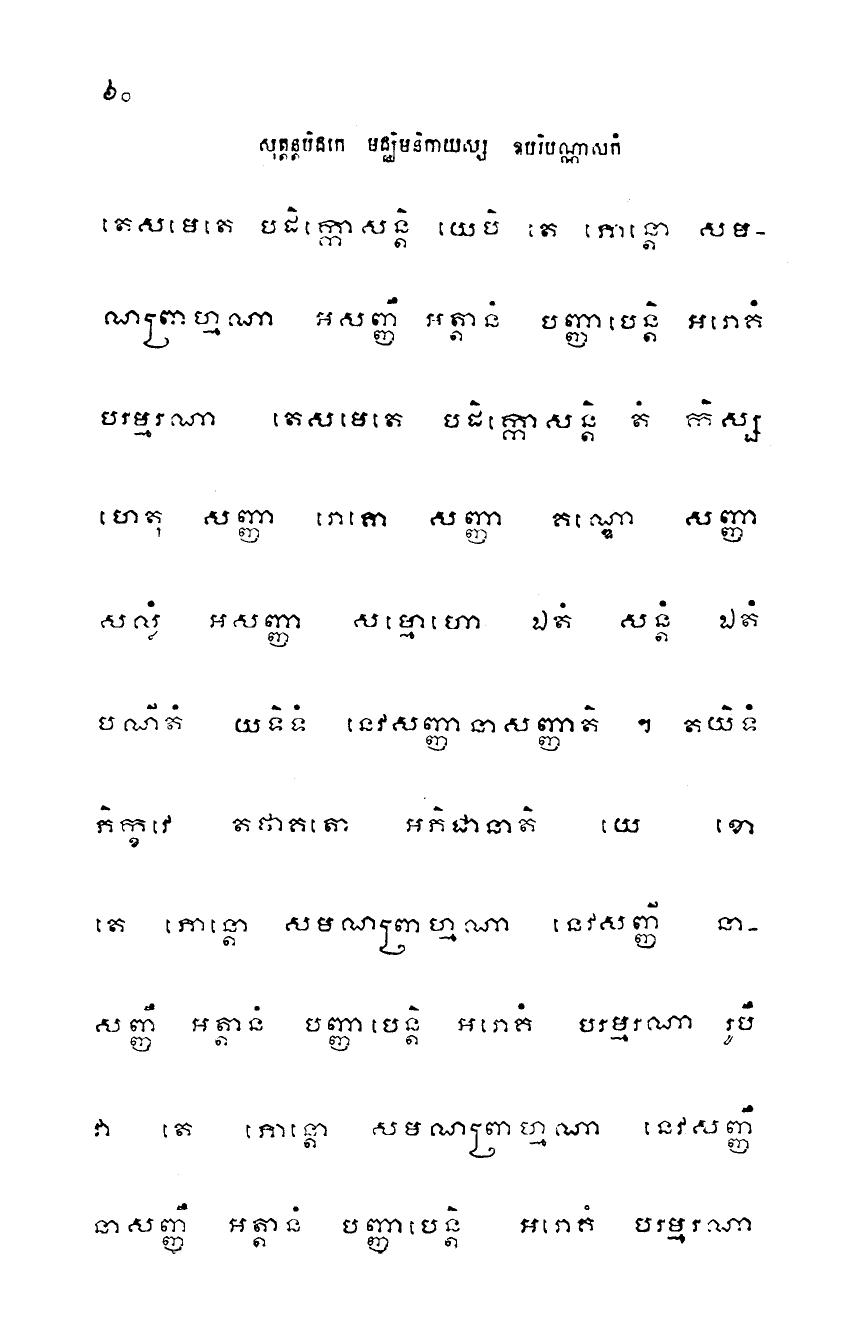 ៦០
សុត្តន្តបិដកេ មជ្ឈិមនិកាយស្ស ឧបរិបណ្ណាសកំ
តេសមេតេ បដិក្កោសន្តិ យេបិ តេ ភោន្តោ សម-
ណព្រាហ្មណា អសញ្ញឹ អត្តានំ បញ្ញាបេន្តិ អរោគំ
បរម្មរណា តេសមេតេ បដិក្កោសន្តិ តំ កិស្ស
ហេតុ សញ្ញា រោគោ សញ្ញា គណ្ឌោ សញ្ញា
សល្លំ អសញ្ញា សម្មោហោ ឯតំ សន្តំ ឯតំ
បណីតំ យទិទំ នេវសញ្ញានាសញ្ញាតិ ។ តយិទំ
ភិក្ខវេ តថាគតោ អភិជានាតិ យេ ខោ
តេ ភោន្តោ សមណព្រាហ្មណា នេវសញ្ញឹ នា-
សញ្ញឹ អត្តានំ បញ្ញាបេន្តិ អរោគំ បរម្មរណា រូបឹ
វា តេ ភោន្តោ សមណព្រាហ្មណា នេវសញ្ញឹ
នាសញ្ញឹ អត្តានំ បញ្ញាបេន្តិ អរោគំ បរម្មរណា